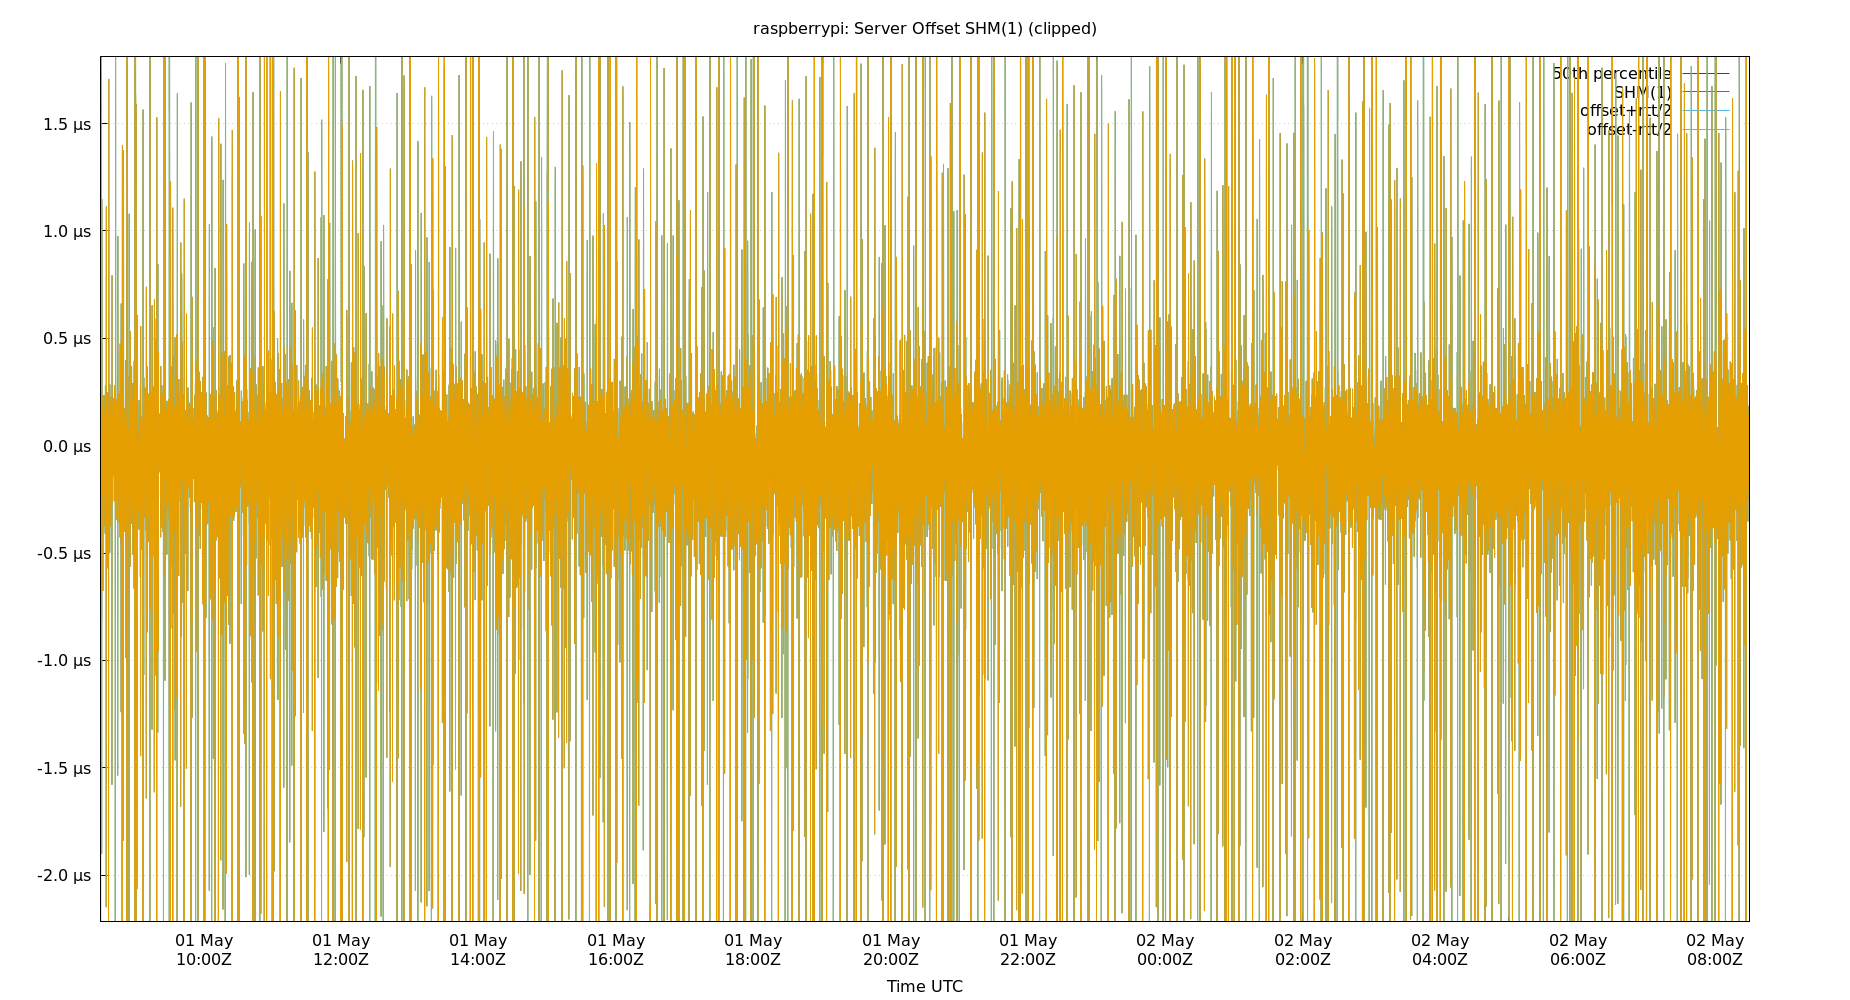 raspberrypi: Server Offset SHM(1) (clipped)
50th percentile
SHM(1)
offset+rtt/2
offset-rtt/2
1.5 µs
1.0 µs
0.5 µs
0.0 µs
-0.5 µs
-1.0 µs
-1.5 µs
-2.0 µs
01 May 01 May 01 May 01 May 01 May 01 May 01 May 02 May 02 May 02 May 02 May 02 May
10:00Z 12:00Z 14:00Z 16:00Z 18:00Z 20:00Z 22:00Z 00:00Z 02:00Z 04:00Z 06:00Z 08:00Z
Time UTC